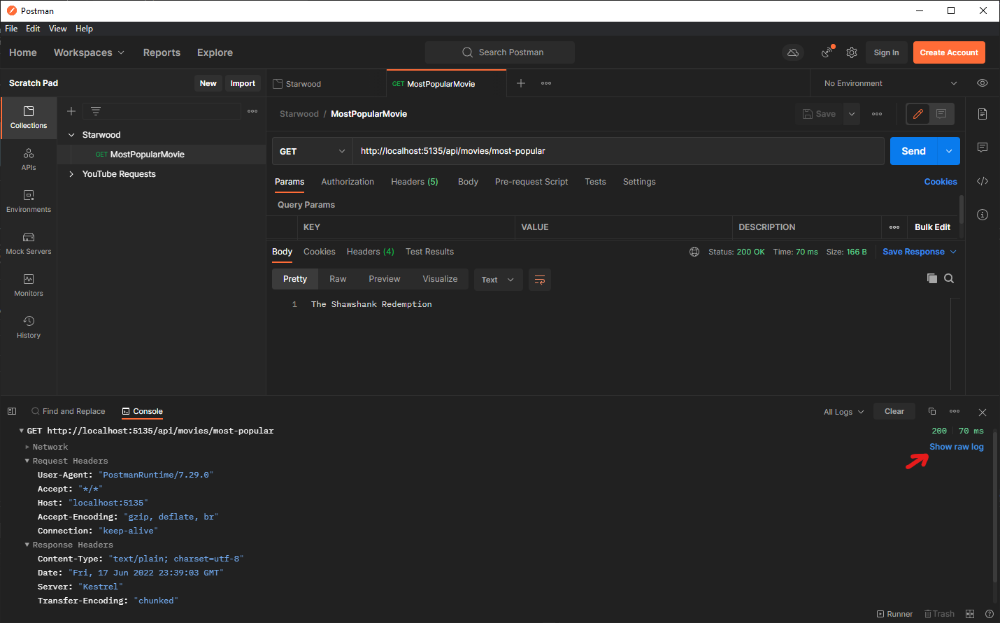 Postman
File Edit View Help
Home Workspaces Reports Explore Search Postman Sign In Create Account
Scratch Pad New Import Starwood GET MostPopularMovie No Environment
Collections
APIs
Environments
Mock Servers
Monitors
History
Starwood
GET MostPopularMovie
YouTube Requests
Starwood / MostPopularMovie Save
GET http://localhost:5135/api/movies/most-popular Send
Params Authorization Headers (5) Body Pre-request Script Tests Settings Cookies
Query Params
KEY VALUE DESCRIPTION Bulk Edit
Body Cookies Headers (4) Test Results Status: 200 OK Time: 70 ms Size: 166 B Save Response
Pretty Raw Preview Visualize Text
1 The Shawshank Redemption
Find and Replace Console All Logs Clear
GET http://localhost:5135/api/movies/most-popular 200 70 ms
Network Show raw log
Request Headers
User-Agent: "PostmanRuntime/7.29.0"
Accept: "*/*"
Host: "localhost:5135"
Accept-Encoding: "gzip, deflate, br"
Connection: "keep-alive"
Response Headers
Content-Type: "text/plain; charset=utf-8"
Date: "Fri, 17 Jun 2022 23:39:03 GMT"
Server: "Kestrel"
Transfer-Encoding: "chunked"
Runner Trash